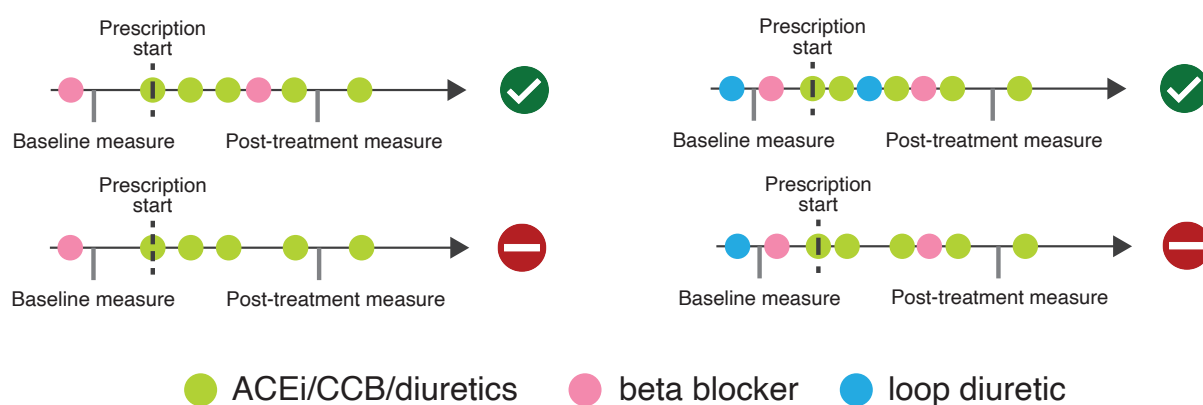 Prescription
start
Baseline measure
Post-treatment measure
Prescription
start
Baseline measure
Post-treatment measure
Prescription
start
Baseline measure
Post-treatment measure
Prescription
start
Baseline measure
Post-treatment measure
ACEi/CCB/diuretics
beta blocker
loop diuretic